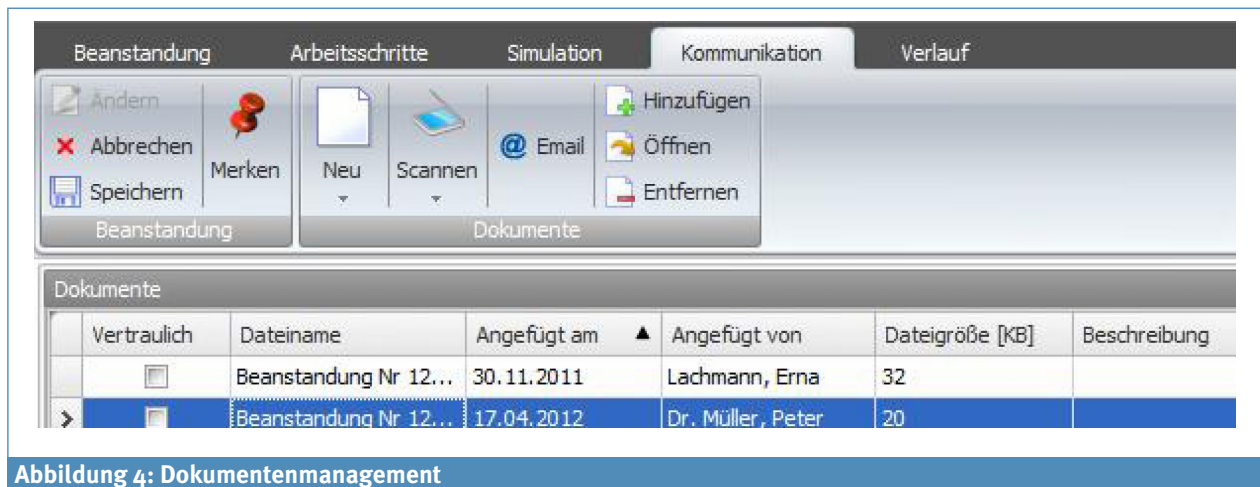 Beanstandung Arbeitsschritte Simulation Kommunikation Verlauf
Ändern
Abbrechen
Speichern
Merken
Neu
Scannen
Email
Hinzufügen
Öffnen
Entfernen
Beanstandung
Dokumente
Dokumente
Vertraulich Dateiname Angefügt am Angefügt von Dateigröße [KB] Beschreibung
Beanstandung Nr 12... 30.11.2011 Lachmann, Erna 32
Beanstandung Nr 12... 17.04.2012 Dr. Müller, Peter 20
Abbildung 4: Dokumentenmanagement